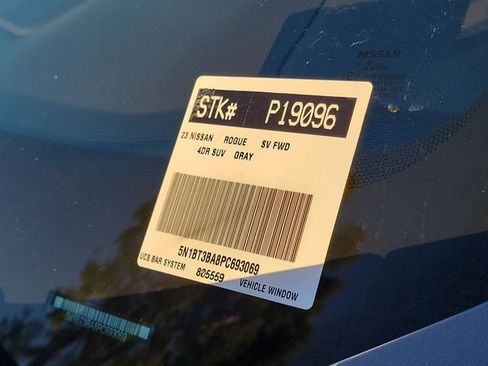 STK# P19096
23 NISSAN ROGUE SV FWD
4DR SUV GRAY
5N1BT3BA8PC693069
UCS BAR SYSTEM 805559 VEHICLE WINDOW
NISSAN